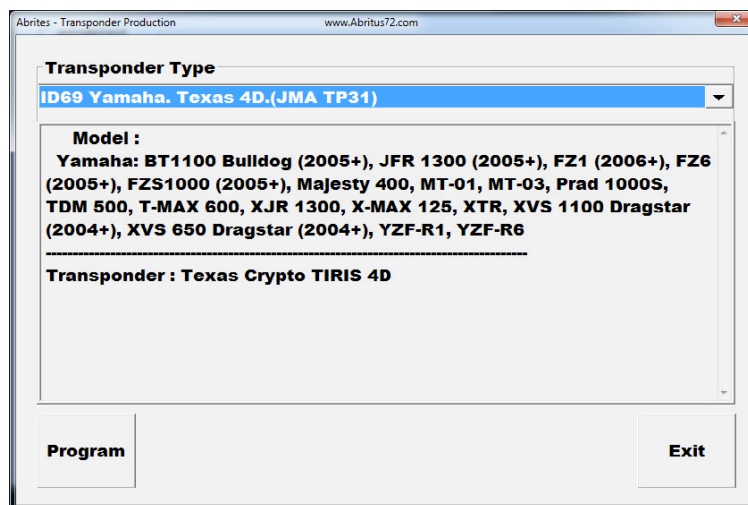 Abrites - Transponder Production www.Abritus72.com
Transponder Type
ID69 Yamaha. Texas 4D.(JMA TP31)
Model :
Yamaha: BT1100 Bulldog (2005+), JFR 1300 (2005+), FZ1 (2006+), FZ6
(2005+), FZS1000 (2005+), Majesty 400, MT-01, MT-03, Prad 1000S,
TDM 500, T-MAX 600, XJR 1300, X-MAX 125, XTR, XVS 1100 Dragstar
(2004+), XVS 650 Dragstar (2004+), YZF-R1, YZF-R6
Transponder : Texas Crypto TIRIS 4D
Program
Exit